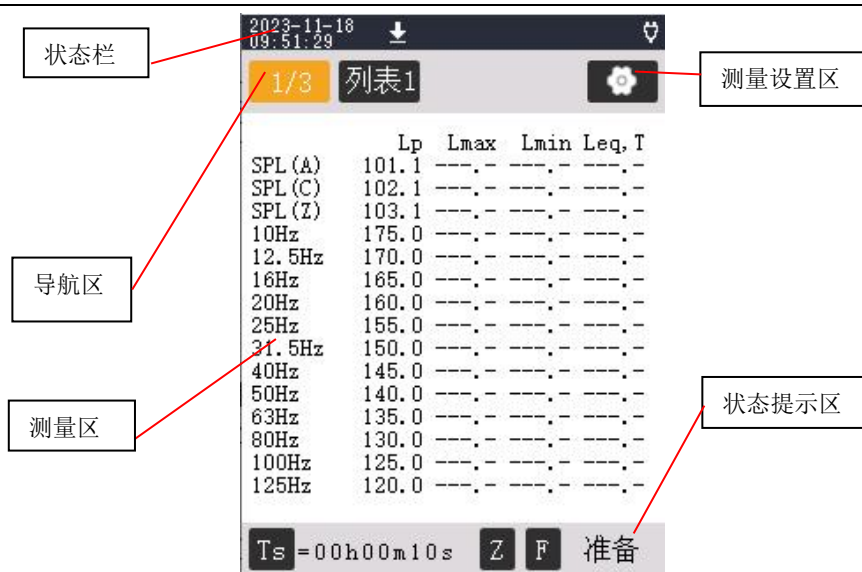 2023-11-18
09:51:29
状态栏
1/3 列表1
测量设置区
Lp Lmax Lmin Leq,T
SPL(A) 101.1 ---.- ---.- ---.-
SPL(C) 102.1 ---.- ---.- ---.-
SPL(Z) 103.1 ---.- ---.- ---.-
10Hz 175.0 ---.- ---.- ---.-
12.5Hz 170.0 ---.- ---.- ---.-
导航区
16Hz 165.0 ---.- ---.- ---.-
20Hz 160.0 ---.- ---.- ---.-
25Hz 155.0 ---.- ---.- ---.-
31.5Hz 150.0 ---.- ---.- ---.-
40Hz 145.0 ---.- ---.- ---.-
50Hz 140.0 ---.- ---.- ---.-
状态提示区
63Hz 135.0 ---.- ---.- ---.-
测量区
80Hz 130.0 ---.- ---.- ---.-
100Hz 125.0 ---.- ---.- ---.-
125Hz 120.0 ---.- ---.- ---.-
Ts =00h00m10s Z F 准备